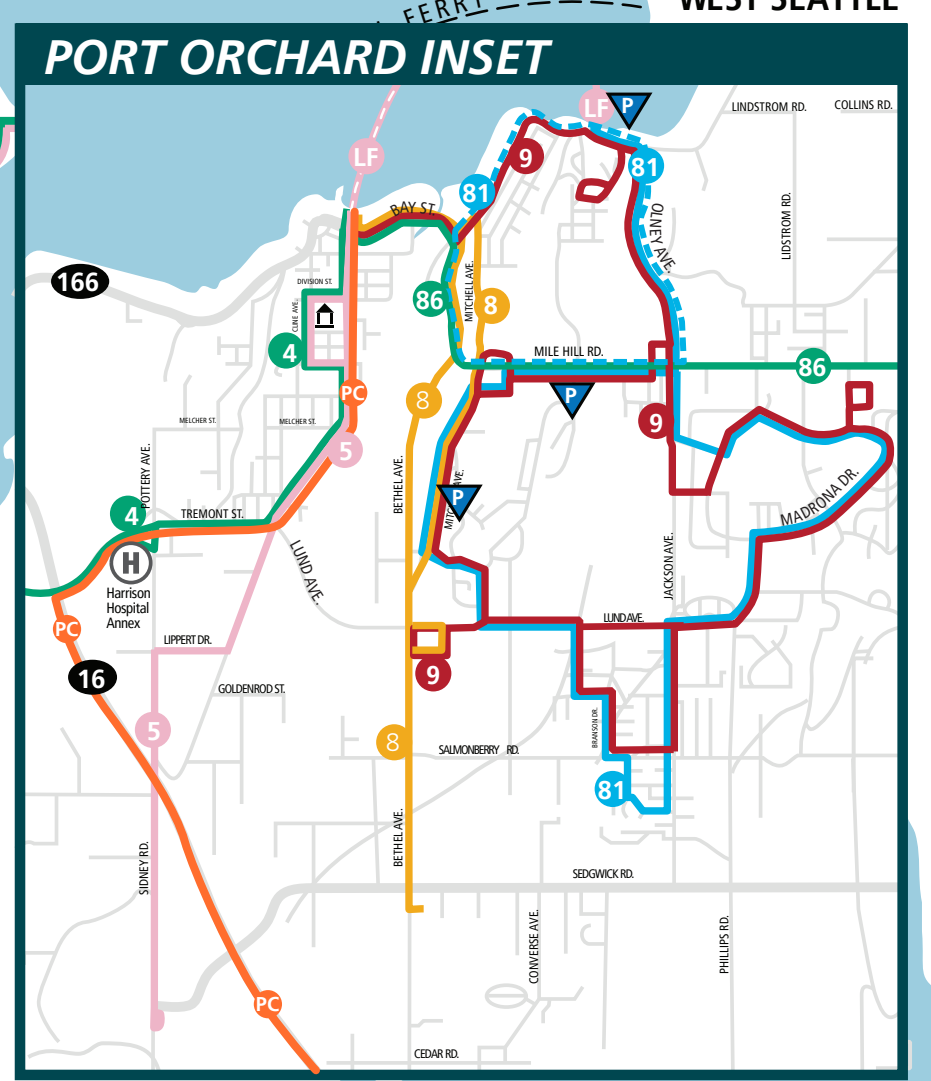 WEST SEATTLE
FERRY
PORT ORCHARD INSET
LF
P
LINDSTROM RD.
COLLINS RD.
LF
9
81
81
BAY ST.
OLNEY AVE.
LIDSTROM RD.
166
DIVISION ST.
CLINE AVE.
86
MITCHELL AVE.
8
4
MILE HILL RD.
86
PC
8
P
MELCHER ST.
MELCHER ST.
9
5
POTTERY AVE.
BETHEL AVE.
P
MADRONA DR.
4
TREMONT ST.
H
Harrison
Hospital
Annex
LUND AVE.
JACKSON AVE.
PC
LUND AVE.
LIPPERT DR.
16
9
GOLDENROD ST.
5
8
BRANSON DR.
SALMONBERRY RD.
81
BETHEL AVE.
SIDNEY RD.
SEDGWICK RD.
CONVERSE AVE.
PHILLIPS RD.
PC
CEDAR RD.